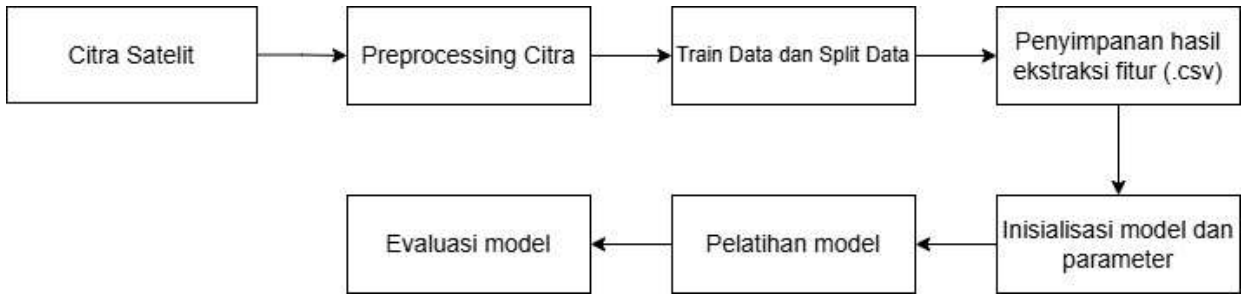 Citra Satelit
Preprocessing Citra
Train Data dan Split Data
Penyimpanan hasil
ekstraksi fitur (.csv)
Inisialisasi model dan
parameter
Pelatihan model
Evaluasi model